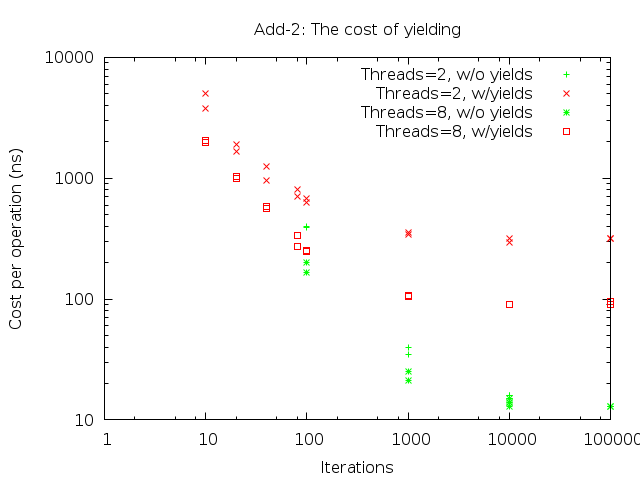 Add-2: The cost of yielding
Threads=2, w/o yields
Threads=2, w/yields
Threads=8, w/o yields
Threads=8, w/yields
Cost per operation (ns)
10000
1000
100
10
1 10 100 1000 10000 100000
Iterations